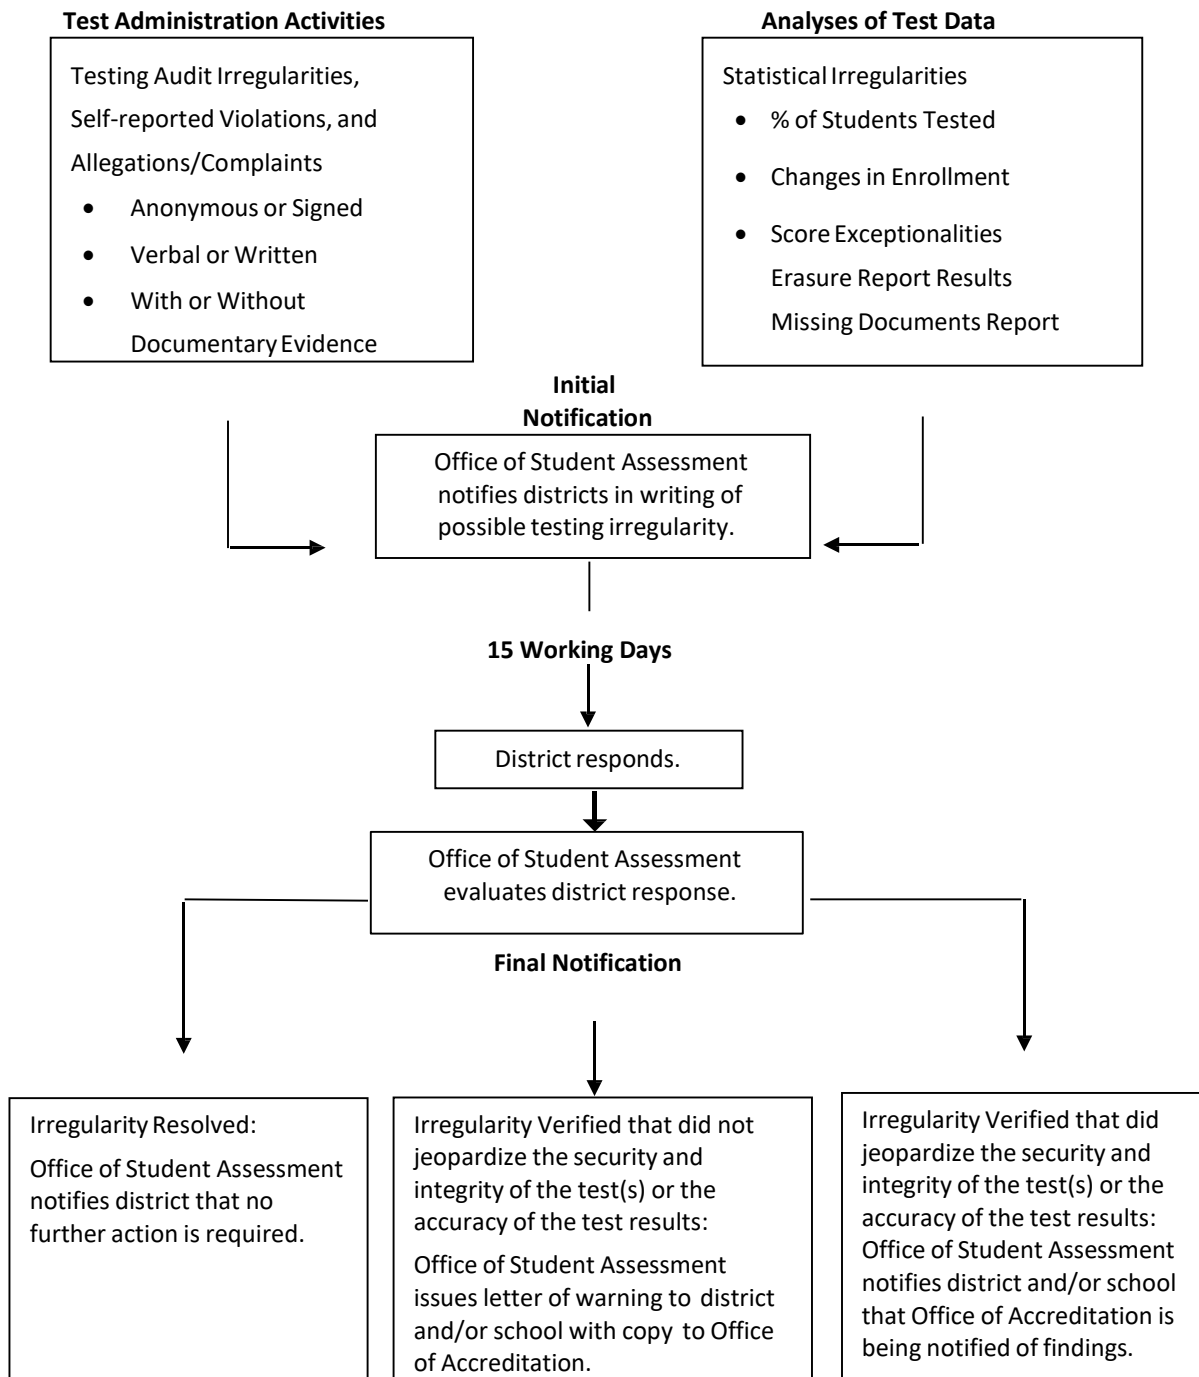 Test Administration Activities
Testing Audit Irregularities,
Self-reported Violations, and
Allegations/Complaints
• Anonymous or Signed
• Verbal or Written
• With or Without
Documentary Evidence
Analyses of Test Data
Statistical Irregularities
• % of Students Tested
• Changes in Enrollment
• Score Exceptionalities
Erasure Report Results
Missing Documents Report
Initial
Notification
Office of Student Assessment
notifies districts in writing of
possible testing irregularity.
15 Working Days
District responds.
Office of Student Assessment
evaluates district response.
Final Notification
Irregularity Resolved:
Office of Student Assessment
notifies district that no
further action is required.
Irregularity Verified that did not
jeopardize the security and
integrity of the test(s) or the
accuracy of the test results:
Office of Student Assessment
issues letter of warning to district
and/or school with copy to Office
of Accreditation.
Irregularity Verified that did
jeopardize the security and
integrity of the test(s) or the
accuracy of the test results:
Office of Student Assessment
notifies district and/or school
that Office of Accreditation is
being notified of findings.